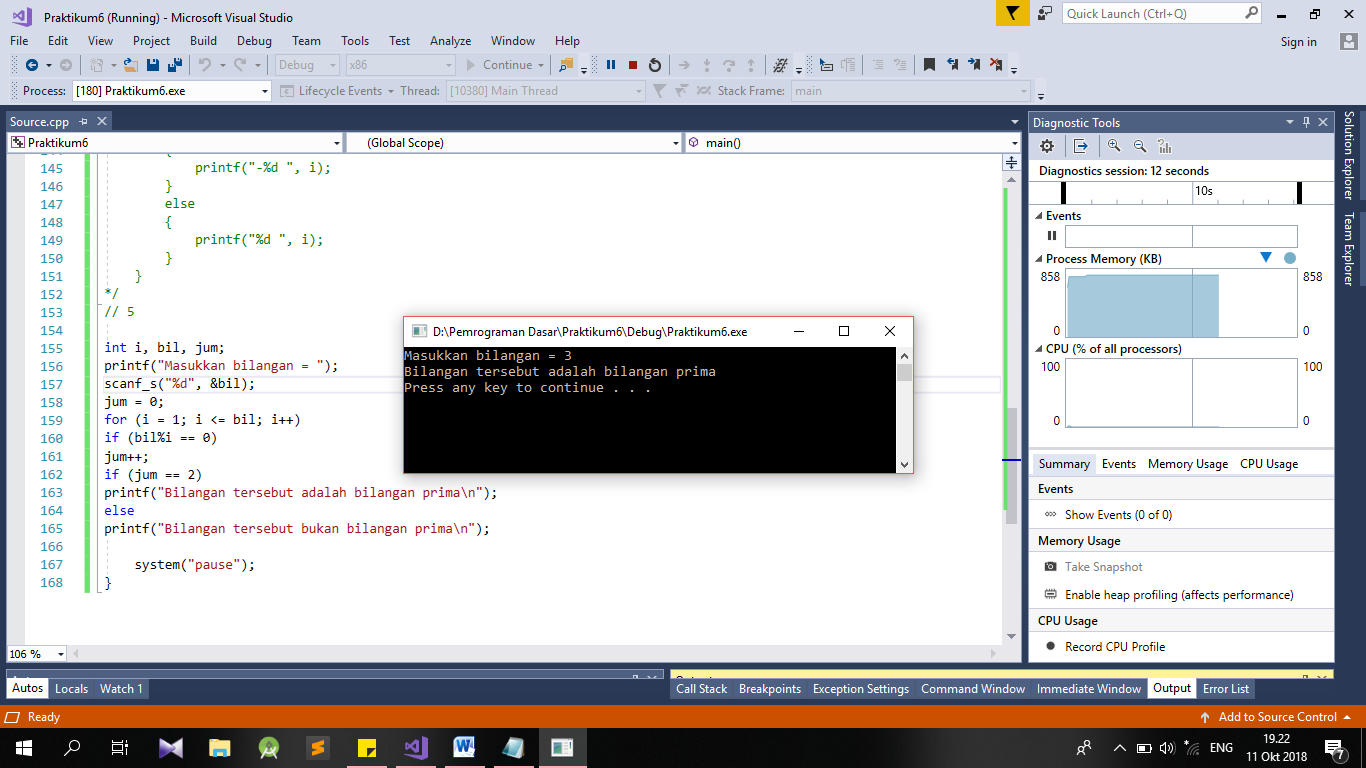 Praktikum6 (Running) - Microsoft Visual Studio
Quick Launch (Ctrl+Q)
File Edit View Project Build Debug Team Tools Test Analyze Window Help
Sign in
Debug x86 Continue
Process: [180] Praktikum6.exe Lifecycle Events Thread: [10380] Main Thread Stack Frame: main
Source.cpp
Praktikum6 (Global Scope) main()
145 printf("-%d ", i);
146 }
147 else
148 {
149 printf("%d ", i);
150 }
151 }
152 */
153 // 5
154
155 int i, bil, jum;
156 printf("Masukkan bilangan = ");
157 scanf_s("%d", &bil);
158 jum = 0;
159 for (i = 1; i <= bil; i++)
160 if (bil%i == 0)
161 jum++;
162 if (jum == 2)
163 printf("Bilangan tersebut adalah bilangan prima\n");
164 else
165 printf("Bilangan tersebut bukan bilangan prima\n");
166
167 system("pause");
168 }
106 %
D:\Pemrograman Dasar\Praktikum6\Debug\Praktikum6.exe
Masukkan bilangan = 3
Bilangan tersebut adalah bilangan prima
Press any key to continue . . .
Diagnostic Tools
Diagnostics session: 12 seconds
10s
Events
Process Memory (KB)
858 858
0 0
CPU (% of all processors)
100 100
0 0
Summary Events Memory Usage CPU Usage
Events
Show Events (0 of 0)
Memory Usage
Take Snapshot
Enable heap profiling (affects performance)
CPU Usage
Record CPU Profile
Solution Explorer
Team Explorer
Autos Locals Watch 1
Call Stack Breakpoints Exception Settings Command Window Immediate Window Output Error List
Ready
Add to Source Control
ENG
19.22
11 Okt 2018
7